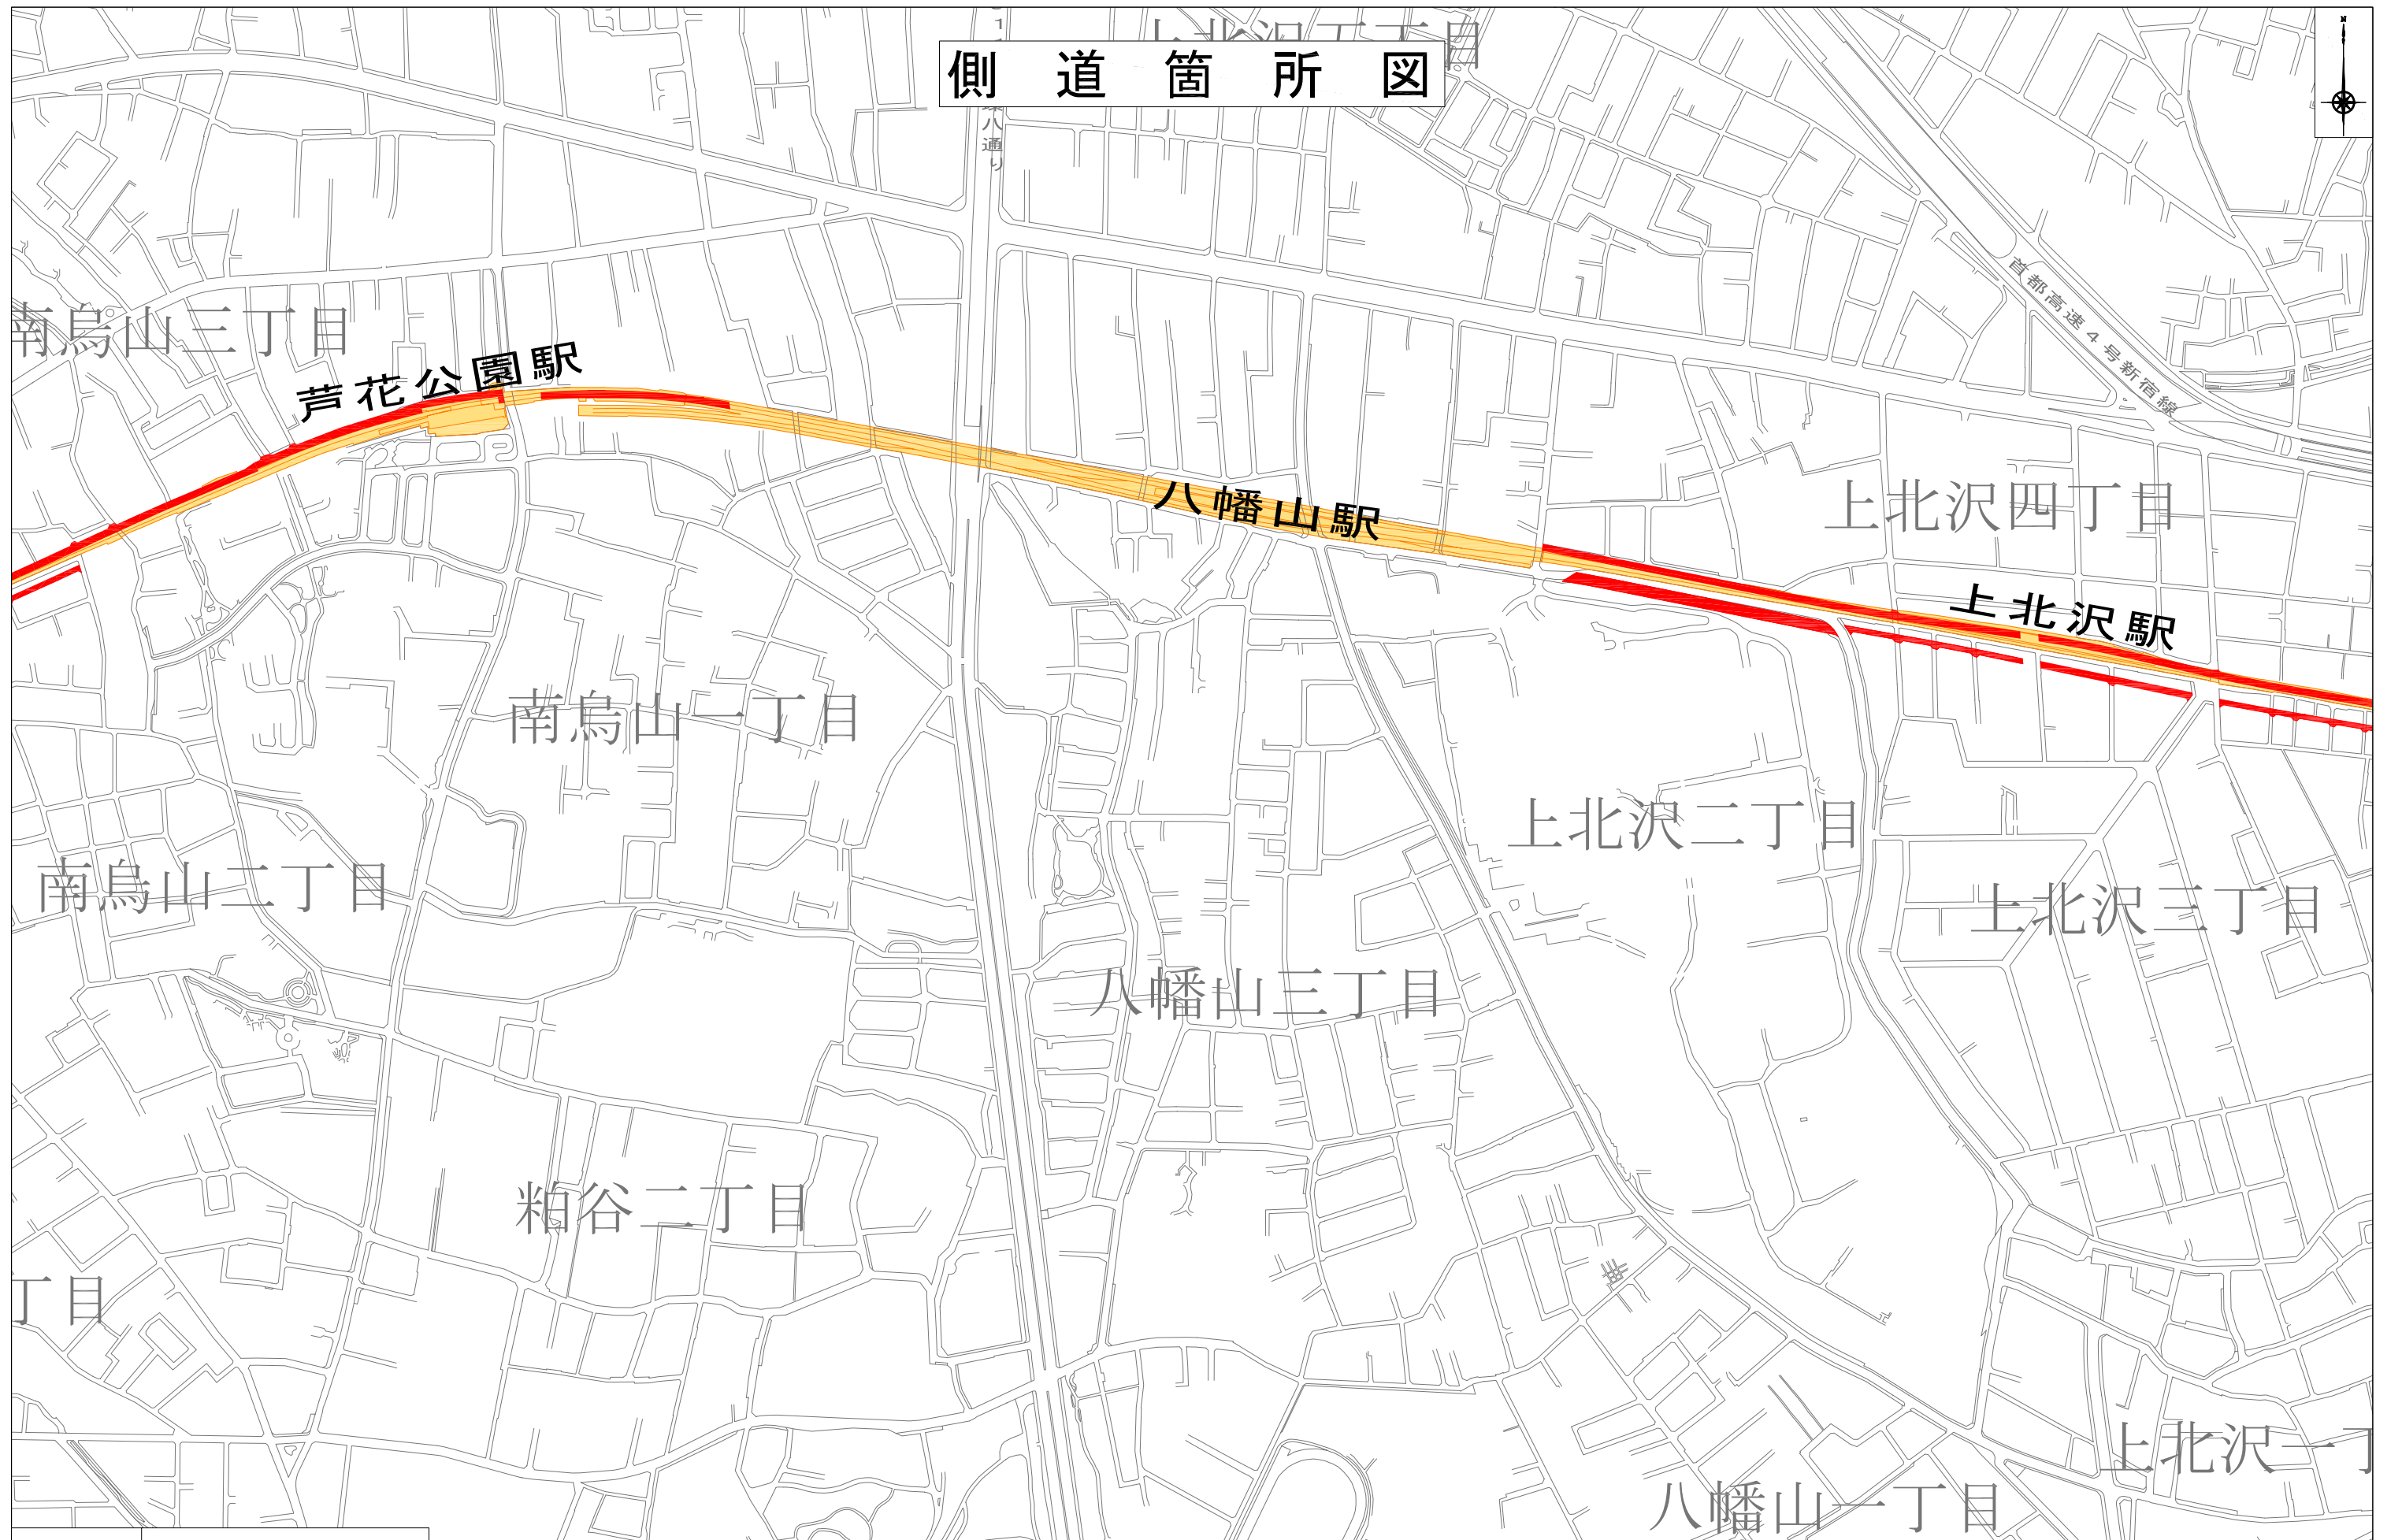 側道箇所図
N
八通り
首都高速4号新宿線
南烏山三丁目
芦花公園駅
八幡山駅
上北沢四丁目
上北沢駅
南烏山一丁目
上北沢二丁目
南烏山二丁目
上北沢三丁目
八幡山三丁目
粕谷二丁目
丁目
上北沢一丁
八幡山一丁目